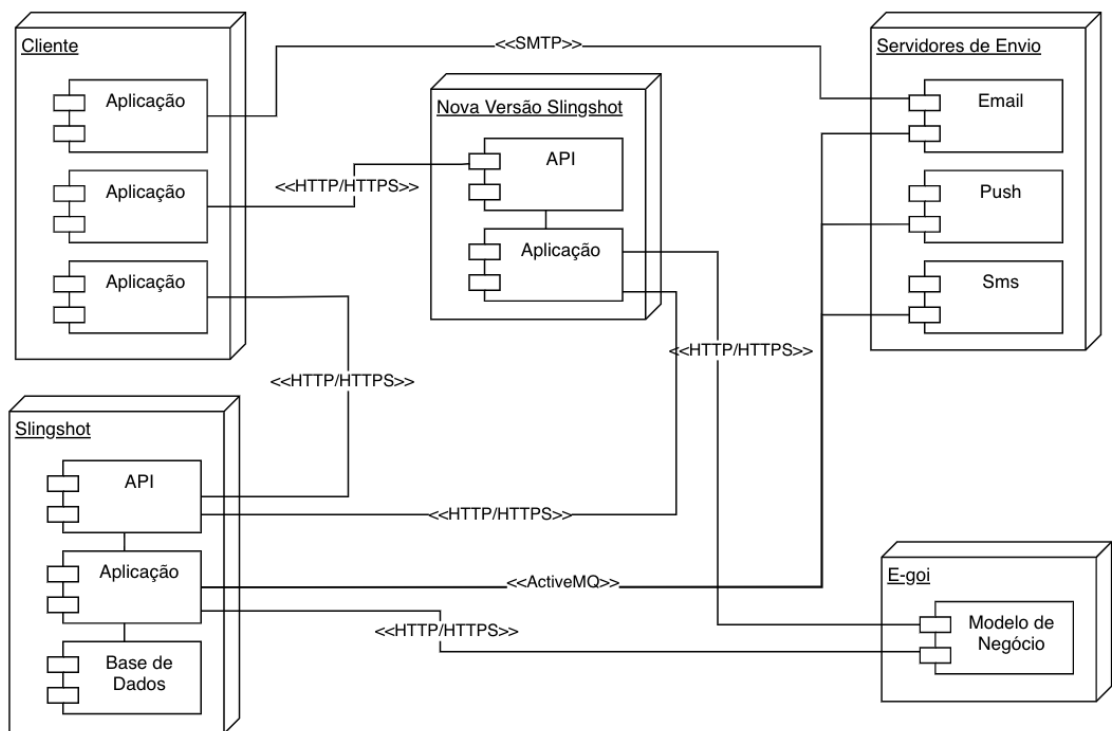 Cliente
Aplicação
Aplicação
Aplicação
<<SMTP>>
Nova Versão Slingshot
API
Aplicação
<<HTTP/HTTPS>>
Servidores de Envio
Email
Push
Sms
<<HTTP/HTTPS>>
<<HTTP/HTTPS>>
Slingshot
API
Aplicação
Base de
Dados
<<HTTP/HTTPS>>
<<ActiveMQ>>
<<HTTP/HTTPS>>
E-goi
Modelo de
Negócio